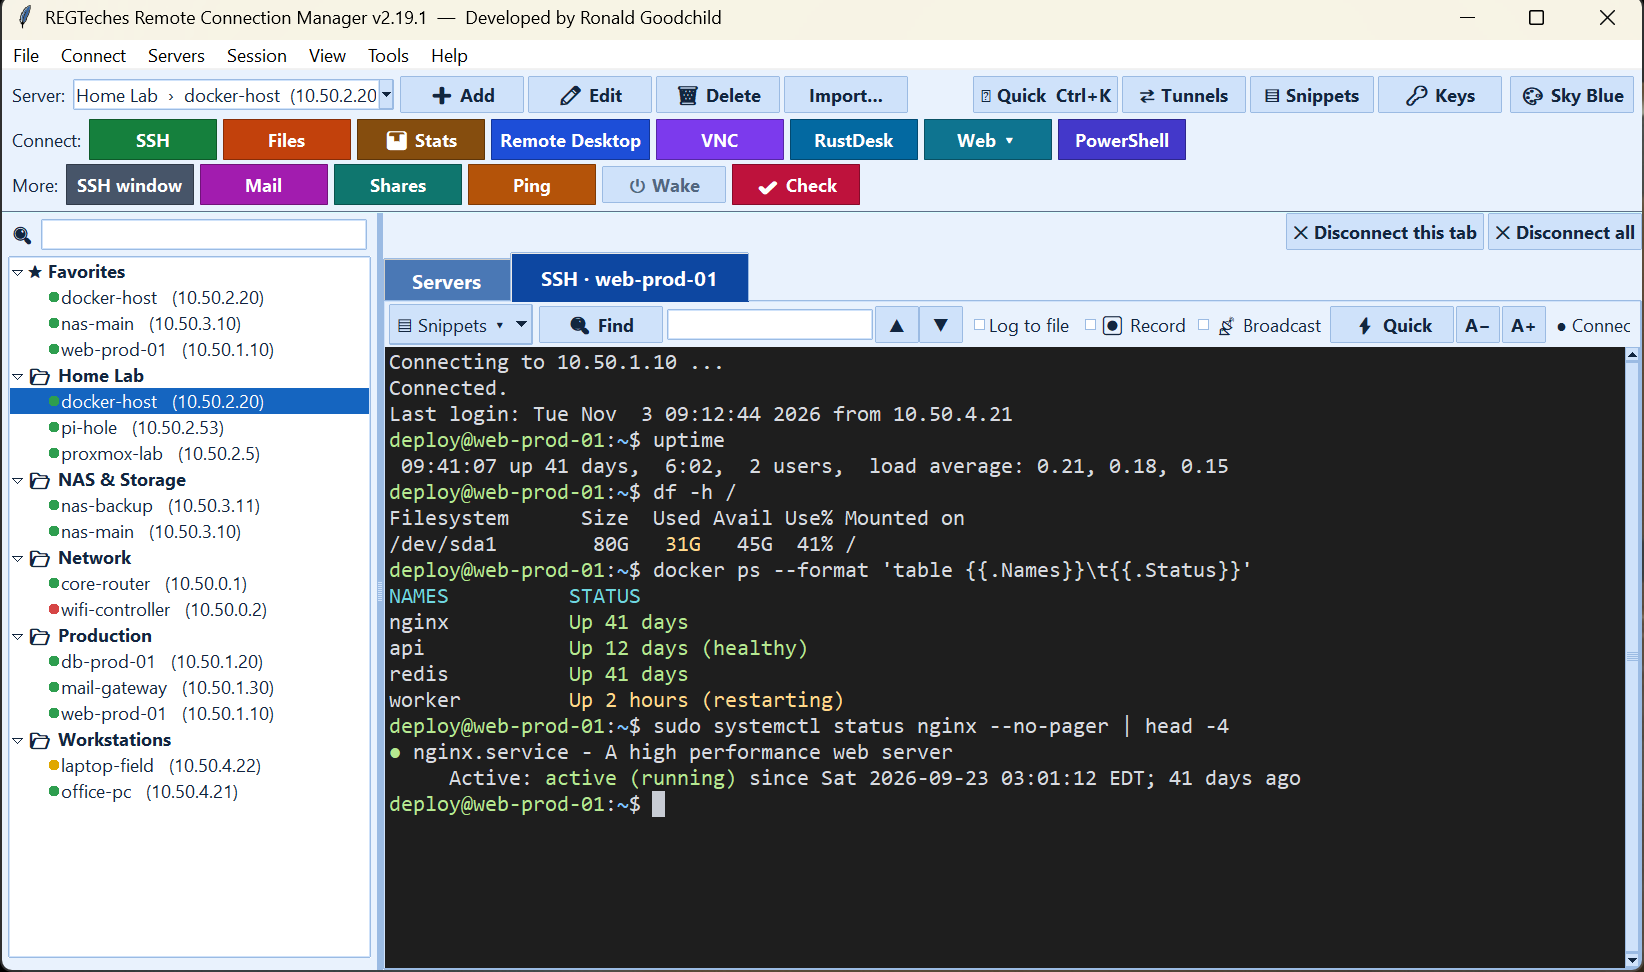 REGTeches Remote Connection Manager v2.19.1 — Developed by Ronald Goodchild
File Connect Servers Session View Tools Help
Server: Home Lab › docker-host (10.50.2.20 Add Edit Delete Import... Quick Ctrl+K Tunnels Snippets Keys Sky Blue
Connect: SSH Files Stats Remote Desktop VNC RustDesk Web PowerShell
More: SSH window Mail Shares Ping Wake Check
Disconnect this tab Disconnect all
Favorites
docker-host (10.50.2.20)
nas-main (10.50.3.10)
web-prod-01 (10.50.1.10)
Home Lab
docker-host (10.50.2.20)
pi-hole (10.50.2.53)
proxmox-lab (10.50.2.5)
NAS & Storage
nas-backup (10.50.3.11)
nas-main (10.50.3.10)
Network
core-router (10.50.0.1)
wifi-controller (10.50.0.2)
Production
db-prod-01 (10.50.1.20)
mail-gateway (10.50.1.30)
web-prod-01 (10.50.1.10)
Workstations
laptop-field (10.50.4.22)
office-pc (10.50.4.21)
Servers SSH · web-prod-01
Snippets Find Log to file Record Broadcast Quick A− A+ ● Connec
Connecting to 10.50.1.10 ...
Connected.
Last login: Tue Nov  3 09:12:44 2026 from 10.50.4.21
deploy@web-prod-01:~$ uptime
 09:41:07 up 41 days,  6:02,  2 users,  load average: 0.21, 0.18, 0.15
deploy@web-prod-01:~$ df -h /
Filesystem      Size  Used Avail Use% Mounted on
/dev/sda1        80G   31G   45G  41% /
deploy@web-prod-01:~$ docker ps --format 'table {{.Names}}\t{{.Status}}'
NAMES          STATUS
nginx          Up 41 days
api            Up 12 days (healthy)
redis          Up 41 days
worker         Up 2 hours (restarting)
deploy@web-prod-01:~$ sudo systemctl status nginx --no-pager | head -4
● nginx.service - A high performance web server
     Active: active (running) since Sat 2026-09-23 03:01:12 EDT; 41 days ago
deploy@web-prod-01:~$